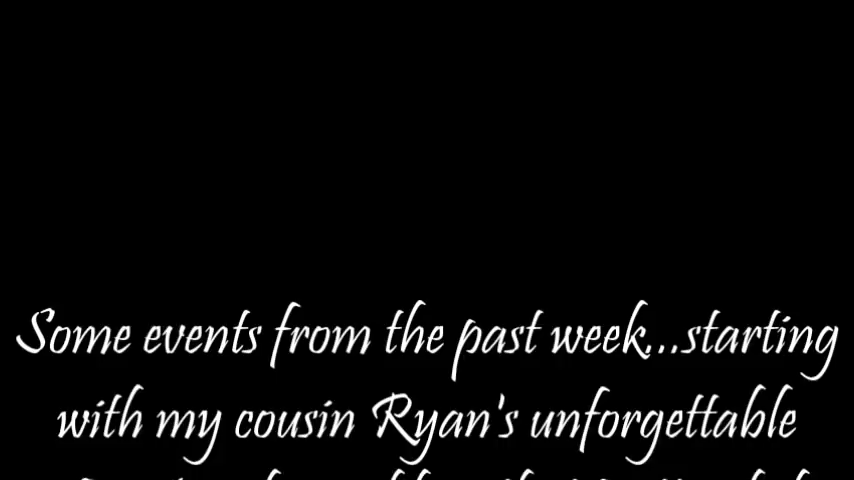 Some events from the past week...starting
with my cousin Ryan's unforgettable